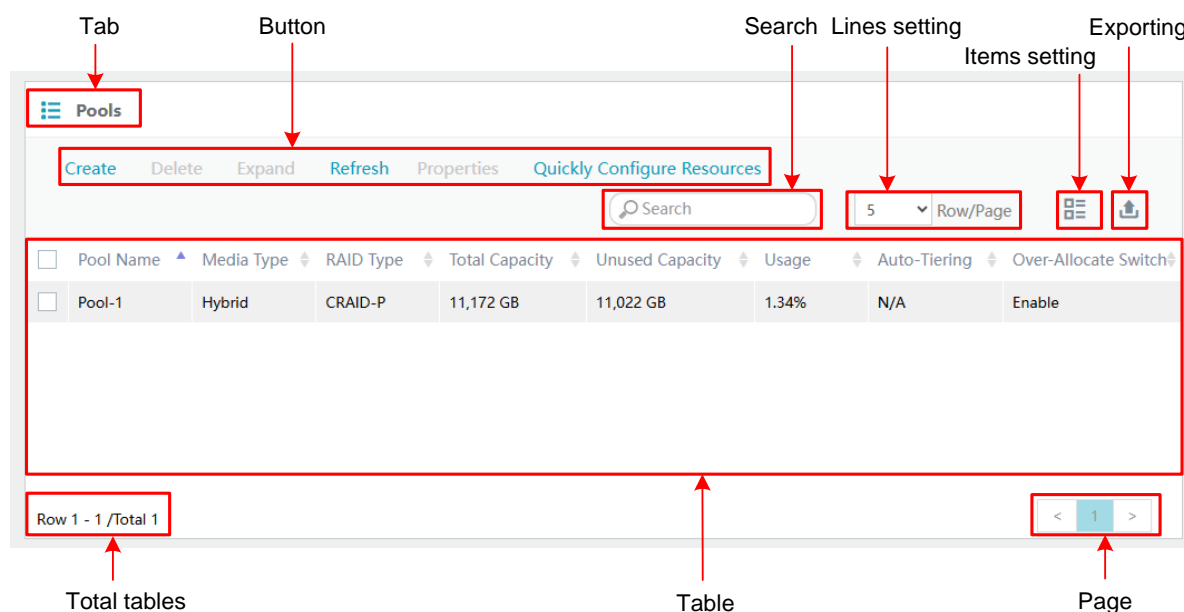 Tab Button Search Lines setting Exporting
Items setting
Pools
Create Delete Expand Refresh Properties Quickly Configure Resources
Search 5 Row/Page
Pool Name Media Type RAID Type Total Capacity Unused Capacity Usage Auto-Tiering Over-Allocate Switch
Pool-1 Hybrid CRAID-P 11,172 GB 11,022 GB 1.34% N/A Enable
Row 1 - 1 /Total 1 < 1 >
Total tables Table Page